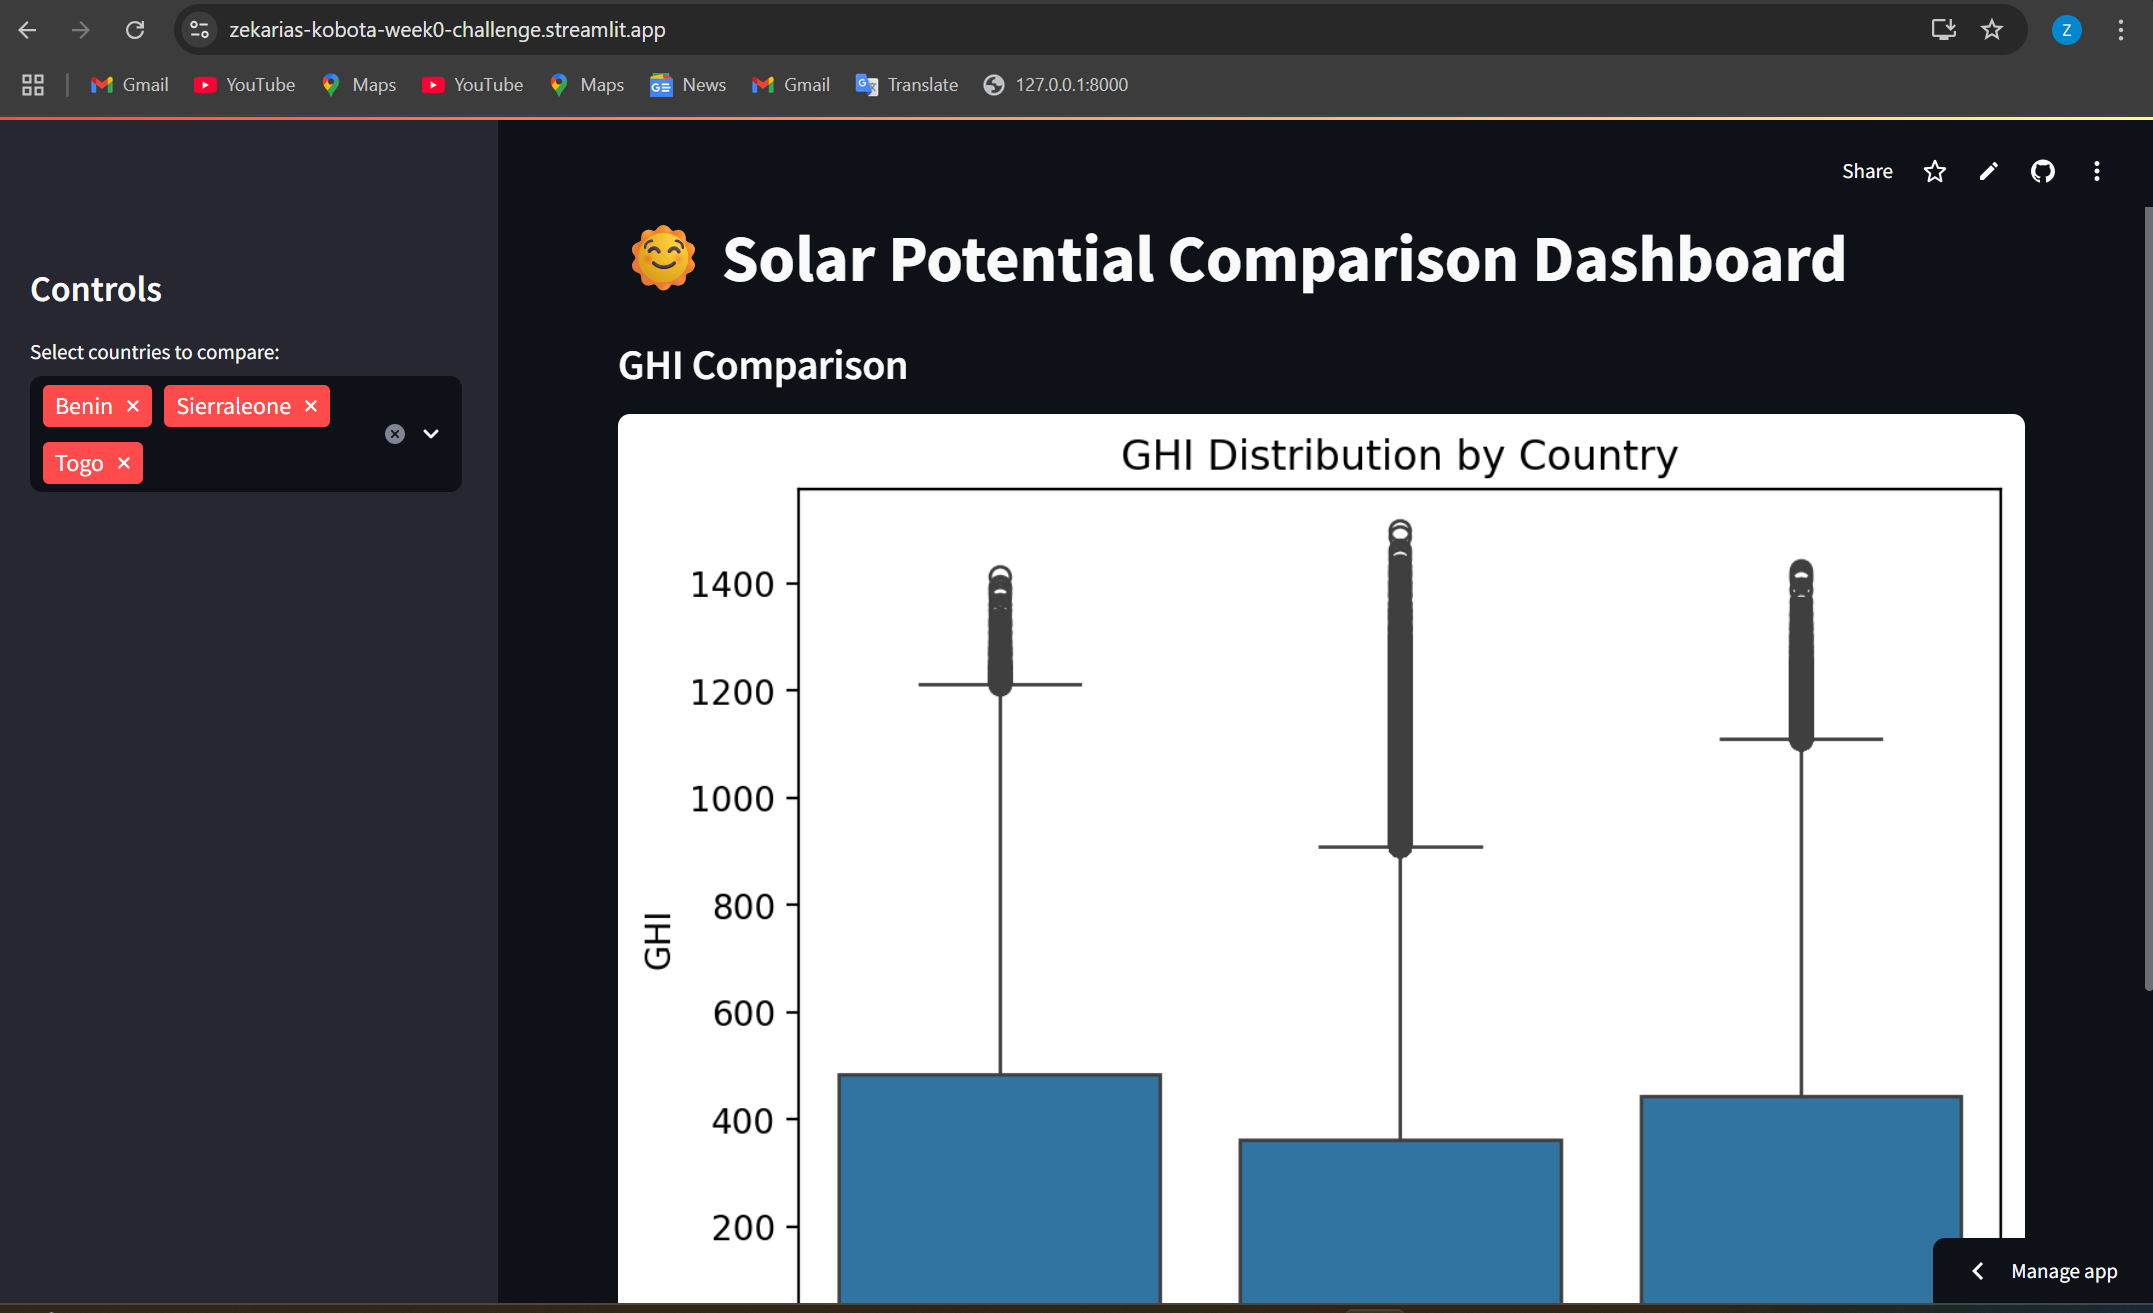 zekarias-kobota-week0-challenge.streamlit.app
Z
Gmail YouTube Maps YouTube Maps News Gmail Translate 127.0.0.1:8000
Share
Controls
Select countries to compare:
Benin Sierraleone
Togo
Solar Potential Comparison Dashboard
GHI Comparison
GHI Distribution by Country
1400
1200
1000
800
600
400
200
GHI
Manage app